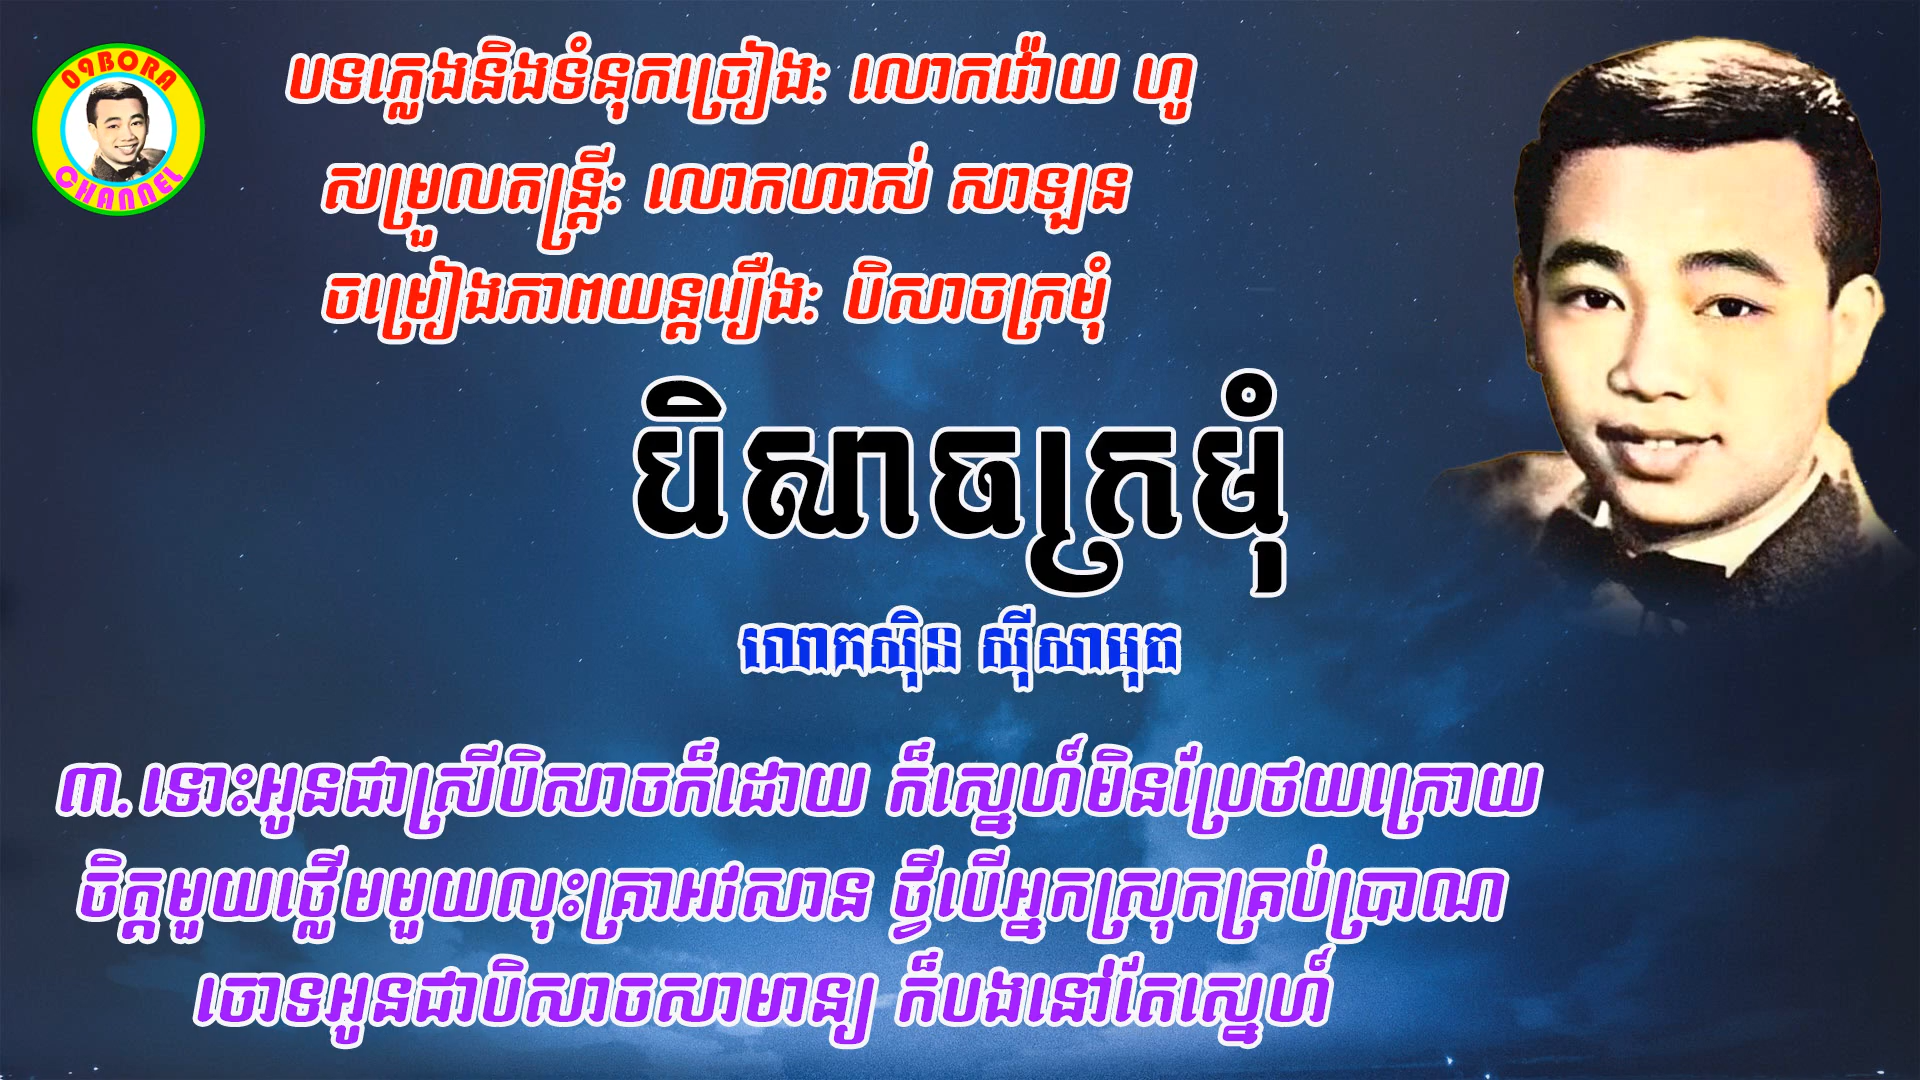 09BORA
CHANNEL
បទភ្លេងនិងទំនុកច្រៀង: លោកវ៉ោយ ហូ
សម្រួលតន្ត្រី: លោកហាស់ សាឡន
ចម្រៀងភាពយន្តរឿង: បិសាចក្រមុំ
បិសាចក្រមុំ
លោកស៊ិន ស៊ីសាមុត
៣.ទោះអូនជាស្រីបិសាចក៏ដោយ ក៏ស្នេហ៍មិនប្រែថយក្រោយ
ចិត្តមួយថ្លើមមួយលុះគ្រាអវសាន ថ្វីបើអ្នកស្រុកគ្រប់ប្រាណ
ចោទអូនជាបិសាចសាមាន្យ ក៏បងនៅតែស្នេហ៍